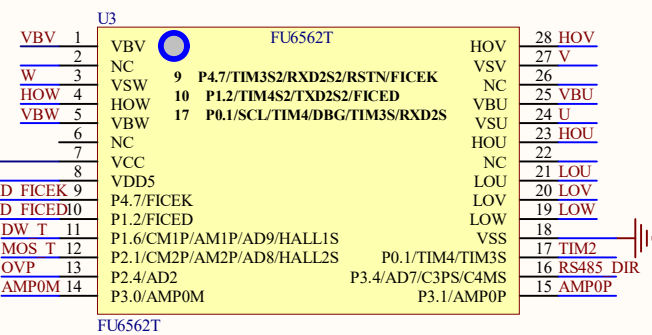 U3
FU6562T
VBV 1 VBV HOV 28 HOV
2 NC VSV 27 V
W 3 VSW NC 26
HOW 4 HOW VBU 25 VBU
VBW 5 VBW VSU 24 U
6 NC HOU 23 HOU
7 VCC NC 22
8 VDD5 LOU 21 LOU
D_FICEK 9 P4.7/FICEK LOV 20 LOV
D_FICED 10 P1.2/FICED LOW 19 LOW
DW_T 11 P1.6/CM1P/AM1P/AD9/HALL1S VSS 18
MOS_T 12 P2.1/CM2P/AM2P/AD8/HALL2S P0.1/TIM4/TIM3S 17 TIM2
OVP 13 P2.4/AD2 P3.4/AD7/C3PS/C4MS 16 RS485_DIR
AMP0M 14 P3.0/AMP0M P3.1/AMP0P 15 AMP0P
9 P4.7/TIM3S2/RXD2S2/RSTN/FICEK
10 P1.2/TIM4S2/TXD2S2/FICED
17 P0.1/SCL/TIM4/DBG/TIM3S/RXD2S
FU6562T